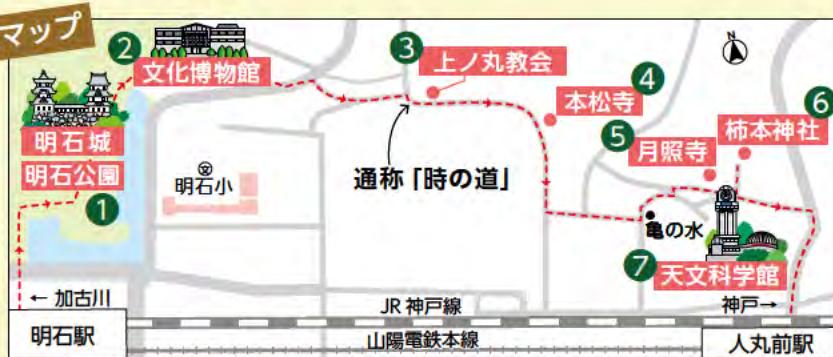 マップ
N
② 文化博物館
③ 上ノ丸教会
④ 本松寺
⑤ 月照寺
⑥ 柿本神社
明石城
明石公園
①
文
明石小
通称「時の道」
亀の水
⑦ 天文科学館
← 加古川
JR 神戸線
神戸→
明石駅
山陽電鉄本線
人丸前駅